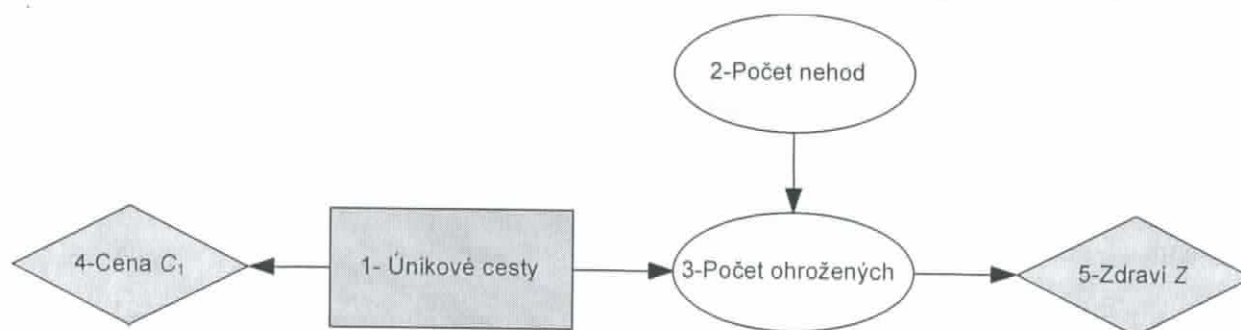 2-Počet nehod
4-Cena C₁
1- Únikové cesty
3-Počet ohrožených
5-Zdraví Z